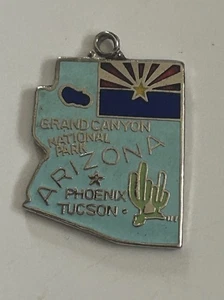 GRAND CANYON
NATIONAL
PARK
ARIZONA
PHOENIX
TUCSON